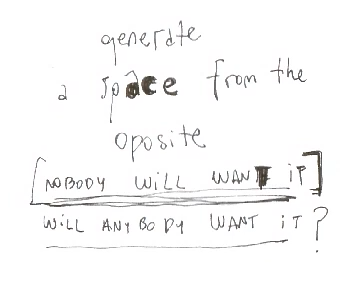 generate
a space from the
oposite
[NOBODY WILL WANT IT]
WILL ANYBODY WANT IT?